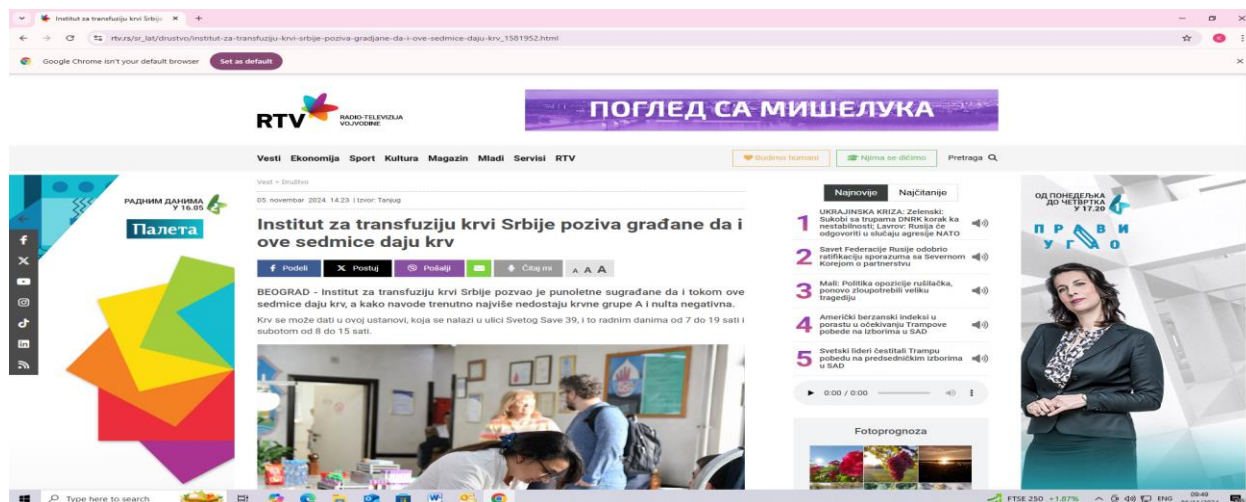 Institut za transfuziju krvi Srbije
rtv.rs/sr_lat/drustvo/institut-za-transfuziju-krvi-srbije-poziva-gradjane-da-i-ove-sedmice-daju-krv_1581952.html
Google Chrome isn't your default browser
Set as default
RTV
RADIO-TELEVIZIJA
VOJVODINE
ПОГЛЕД СА МИШЕЛУКА
Vesti Ekonomija Sport Kultura Magazin Mladi Servisi RTV
Budimo humani
Njima se dičimo
Pretraga
РАДНИМ ДАНИМА
У 16.05
2
Палета
Vesti » Društvo
05. novembar 2024. 14.23 | Izvor: Tanjug
Institut za transfuziju krvi Srbije poziva građane da i
ove sedmice daju krv
Podeli
Postuj
Pošalji
Čitaj mi
A A A
BEOGRAD - Institut za transfuziju krvi Srbije pozvao je punoletne sugrađane da i tokom ove
sedmice daju krv, a kako navode trenutno najviše nedostaju krvne grupe A i nulta negativna.
Krv se može dati u ovoj ustanovi, koja se nalazi u ulici Svetog Save 39, i to radnim danima od 7 do 19 sati i
subotom od 8 do 15 sati.
Najnovije
Najčitanije
1 UKRAJINSKA KRIZA: Zelenski:
Sukobi sa trupama DNRK korak ka
nestabilnosti; Lavrov: Rusija će
odgovoriti u slučaju agresije NATO
2 Savet Federacije Rusije odobrio
ratifikaciju sporazuma sa Severnom
Korejom o partnerstvu
3 Mali: Politika opozicije rušilačka,
ponovo zloupotrebili veliku
tragediju
4 Američki berzanski indeksi u
porastu u očekivanju Trampove
pobede na izborima u SAD
5 Svetski lideri čestitali Trampu
pobedu na predsedničkim izborima
u SAD
0:00 / 0:00
Fotoprognoza
ОД ПОНЕДЕЉКА
ДО ЧЕТВРТКА
У 17.20
1
ПРАВИ
УГАО
Type here to search
FTSE 250 +1.87%
ENG
09:49